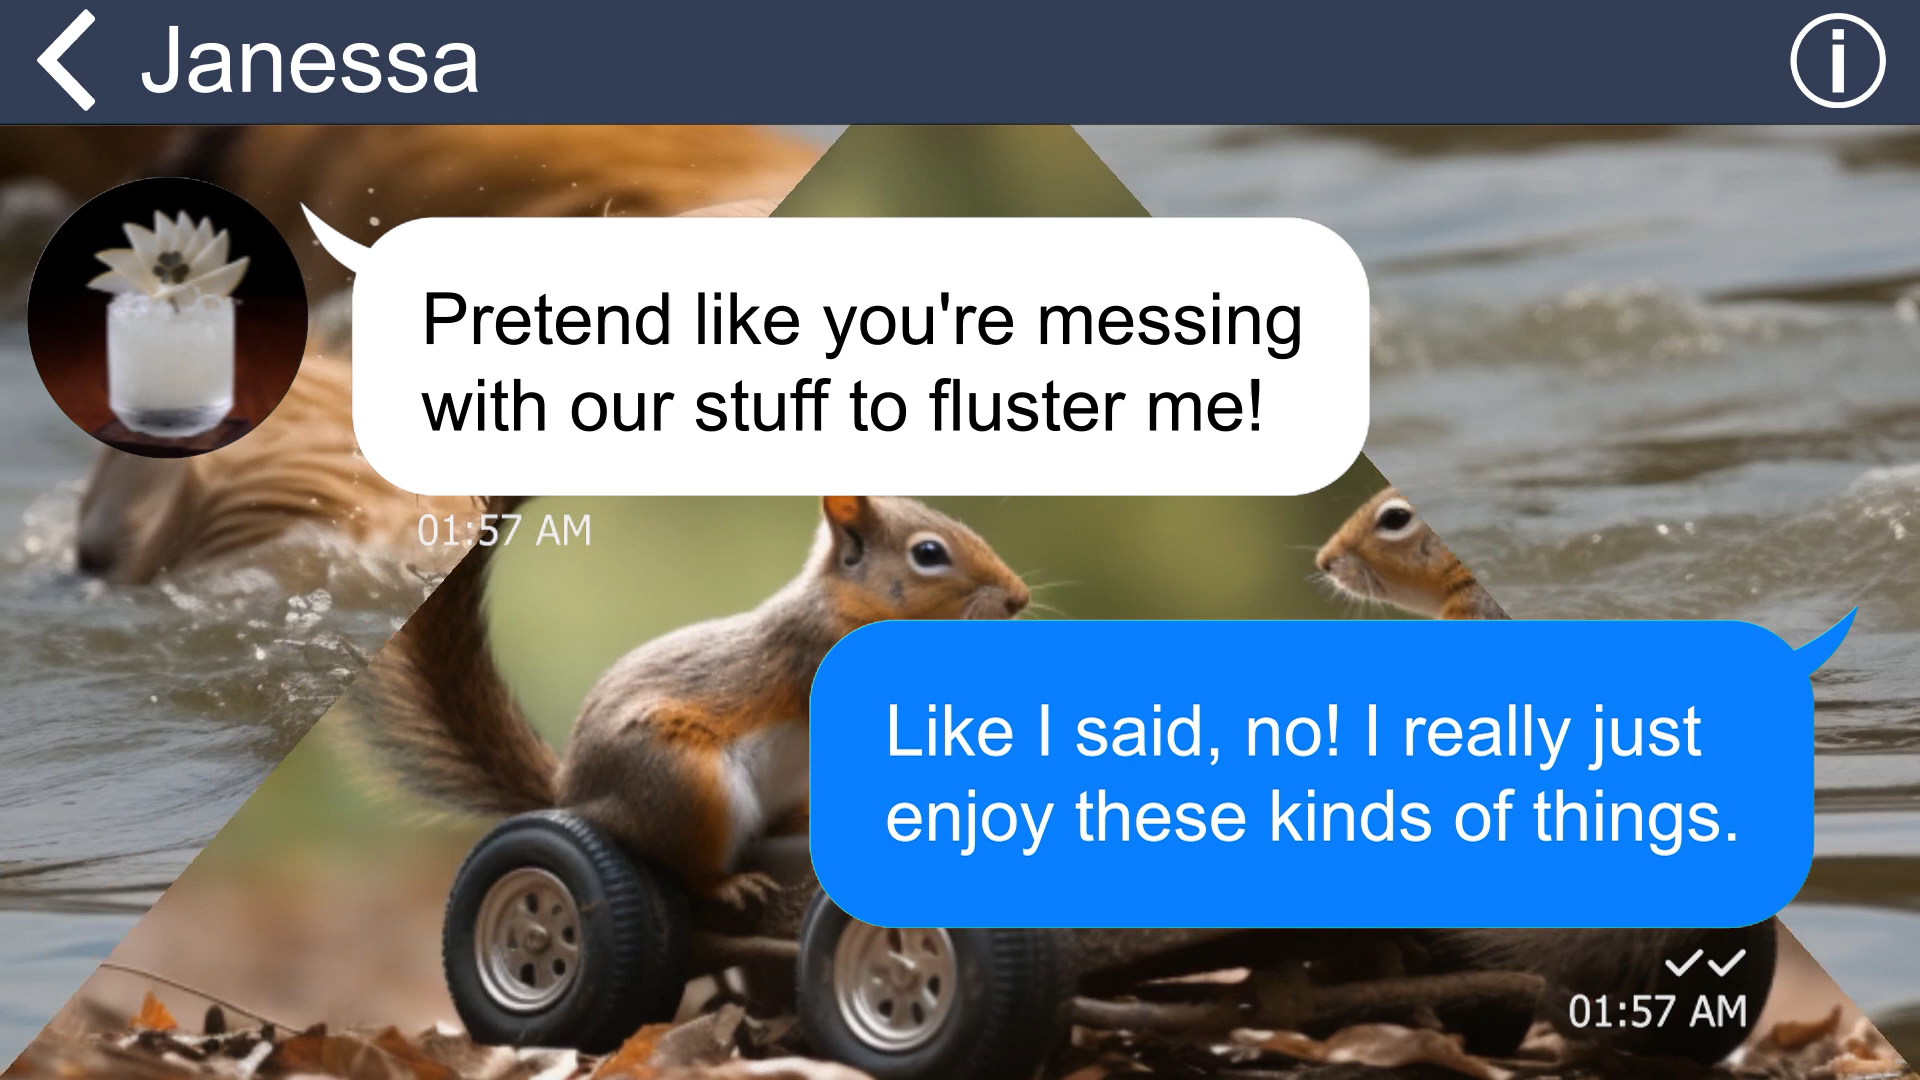 Janessa
Pretend like you're messing
with our stuff to fluster me!
01:57 AM
Like I said, no! I really just
enjoy these kinds of things.
01:57 AM